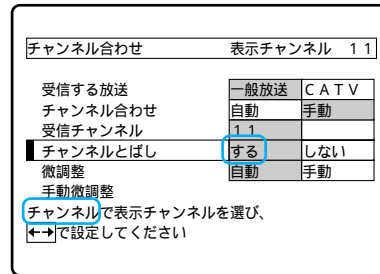 チャンネル合わせ 表示チャンネル 11
受信する放送 一般放送 CATV
チャンネル合わせ 自動 手動
受信チャンネル 11
チャンネルとばし する しない
微調整 自動 手動
手動微調整
チャンネルで表示チャンネルを選び、
←→で設定してください